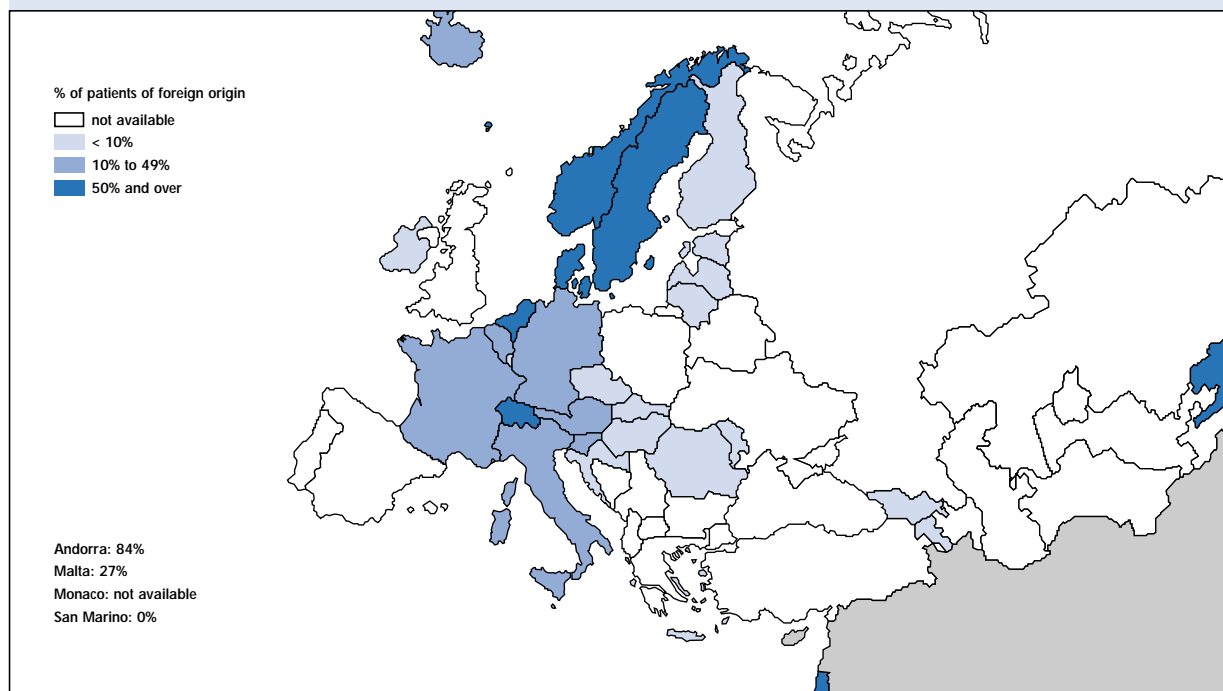 % of patients of foreign origin
not available
< 10%
10% to 49%
50% and over
Andorra: 84%
Malta: 27%
Monaco: not available
San Marino: 0%